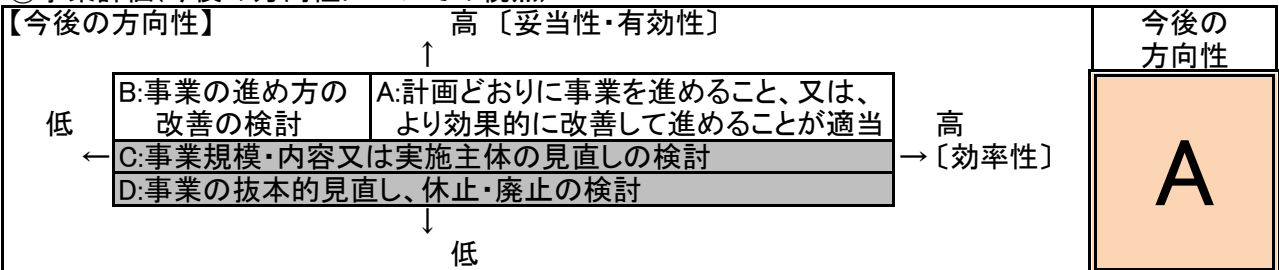 【今後の方向性】
高〔妥当性・有効性〕
↑
今後の
方向性
B:事業の進め方の
改善の検討
A:計画どおりに事業を進めること、又は、
より効果的に改善して進めることが適当
低
←
高
→〔効率性〕
C:事業規模・内容又は実施主体の見直しの検討
D:事業の抜本的見直し、休止・廃止の検討
↓
低
A